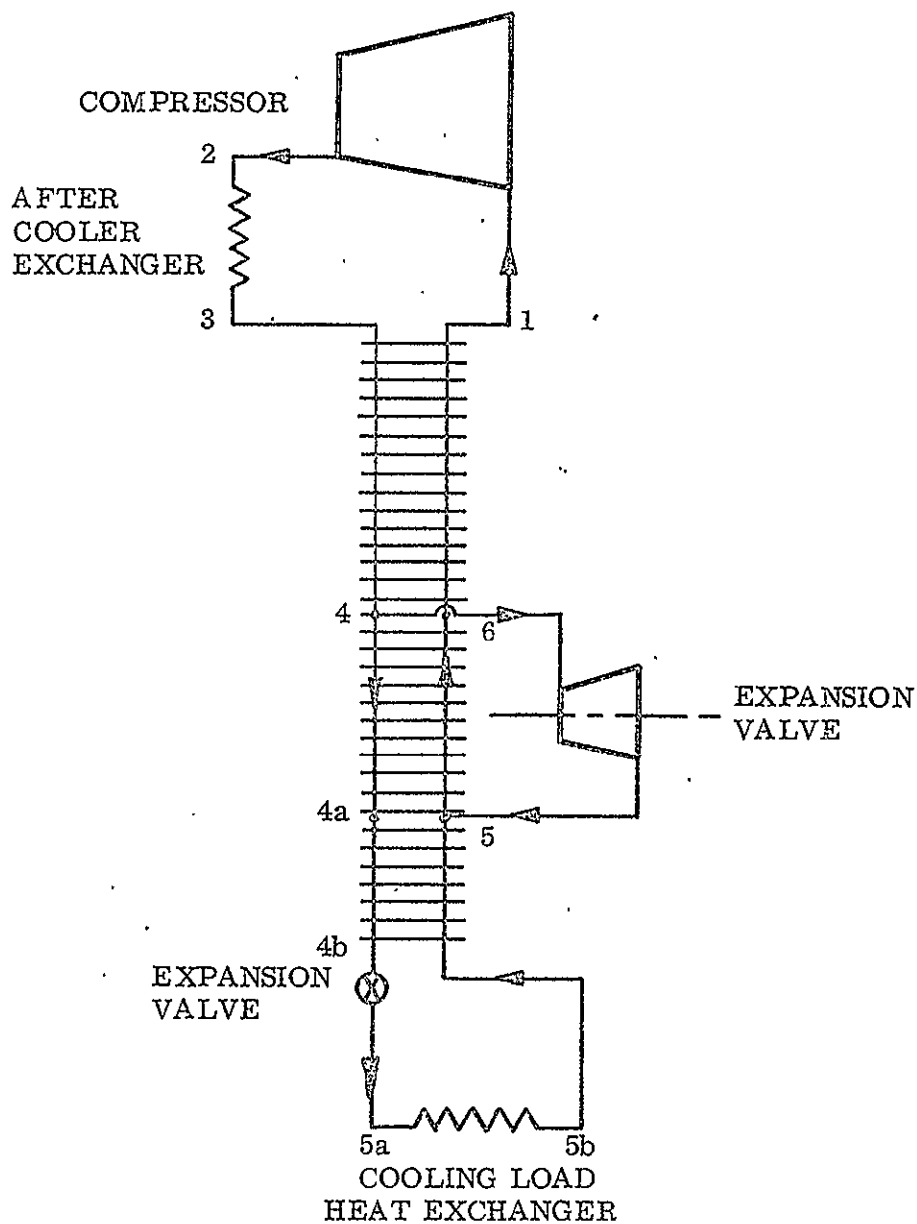 COMPRESSOR
2
AFTER
COOLER
EXCHANGER
3
1
4
6
EXPANSION
VALVE
4a
5
4b
EXPANSION
VALVE
5a
5b
COOLING LOAD
HEAT EXCHANGER